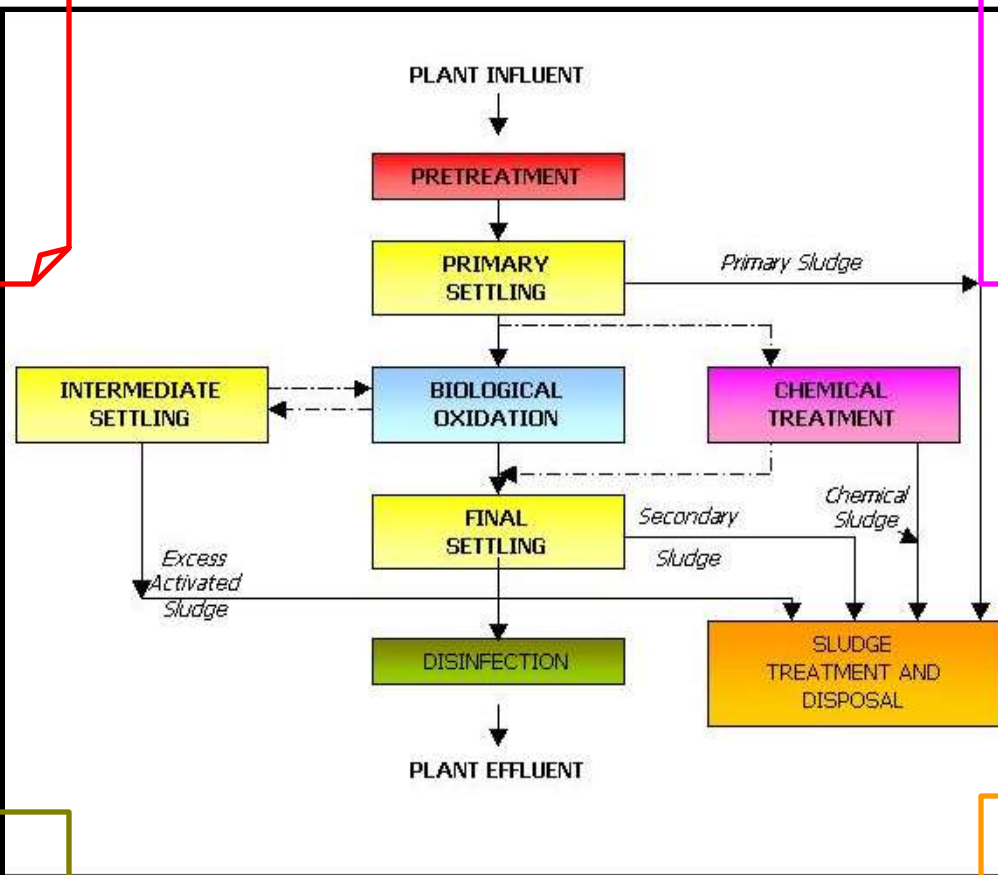 PLANT INFLUENT
PRETREATMENT
PRIMARY
SETTLING
Primary Sludge
INTERMEDIATE
SETTLING
BIOLOGICAL
OXIDATION
CHEMICAL
TREATMENT
FINAL
SETTLING
Secondary
Sludge
Chemical
Sludge
Excess
Activated
Sludge
DISINFECTION
SLUDGE
TREATMENT AND
DISPOSAL
PLANT EFFLUENT